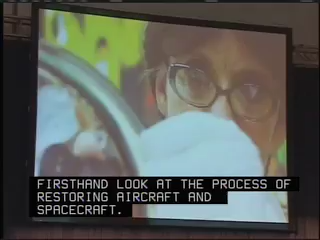 FIRSTHAND LOOK AT THE PROCESS OF
RESTORING AIRCRAFT AND
SPACECRAFT.